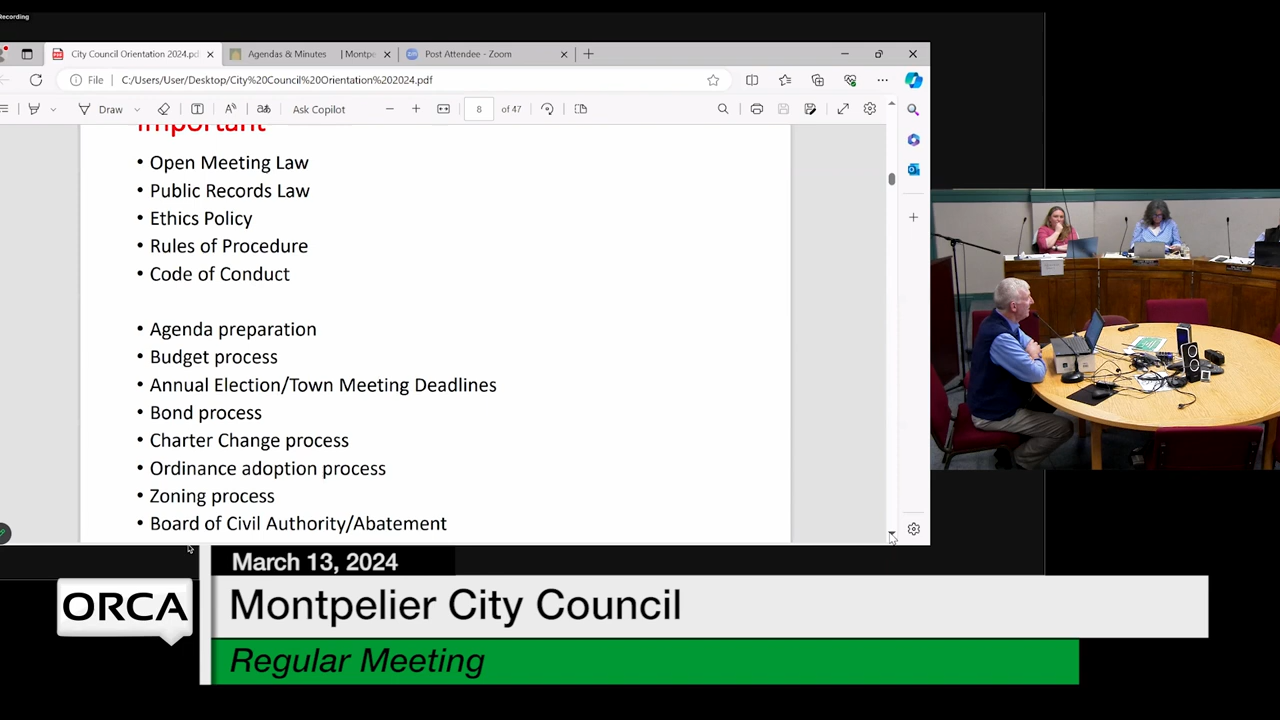 Recording
City Council Orientation 2024.pd
Agendas & Minutes | Montpe
Post Attendee - Zoom
File C:/Users/User/Desktop/City%20Council%20Orientation%202024.pdf
Draw
Ask Copilot
8 of 47
Important
• Open Meeting Law
• Public Records Law
• Ethics Policy
• Rules of Procedure
• Code of Conduct
• Agenda preparation
• Budget process
• Annual Election/Town Meeting Deadlines
• Bond process
• Charter Change process
• Ordinance adoption process
• Zoning process
• Board of Civil Authority/Abatement
March 13, 2024
ORCA
Montpelier City Council
Regular Meeting